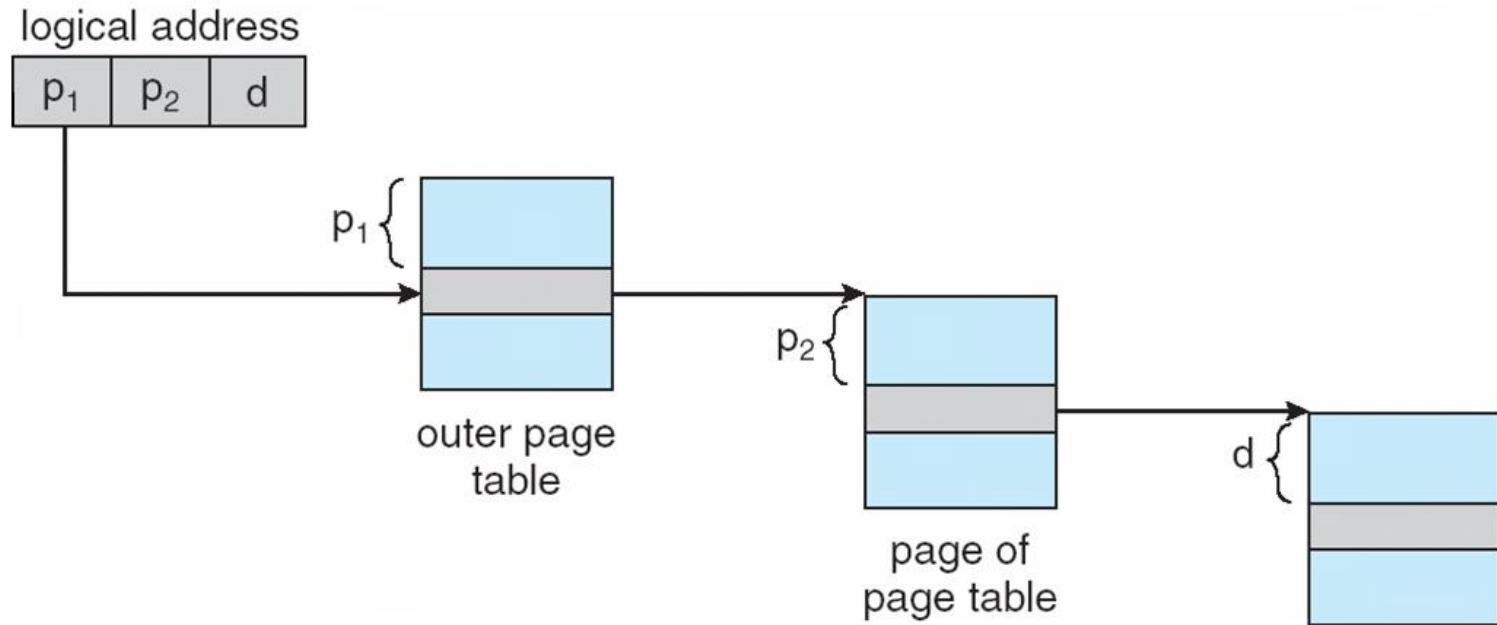 logical address
p₁ p₂ d
p₁
outer page
table
p₂
page of
page table
d